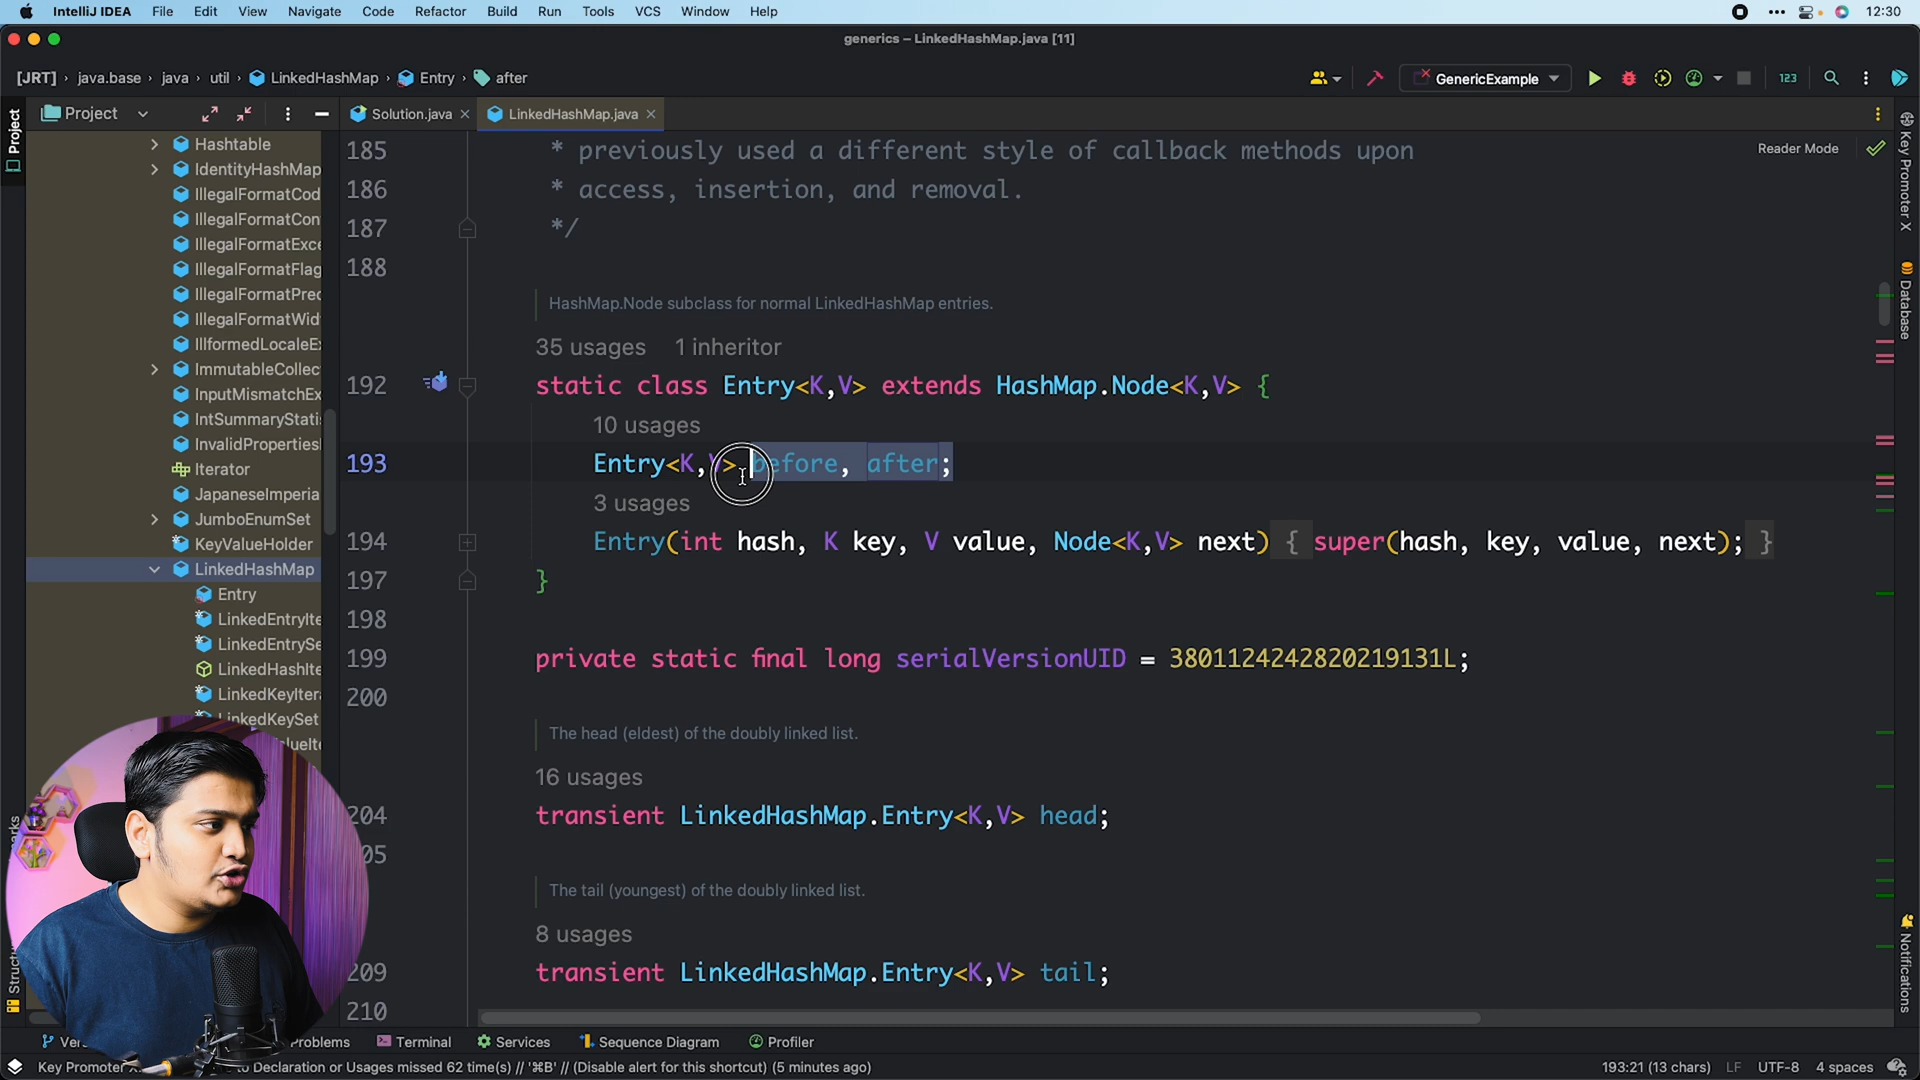 IntelliJ IDEA File Edit View Navigate Code Refactor Build Run Tools VCS Window Help 12:30
generics – LinkedHashMap.java [11]
[JRT] java.base java util LinkedHashMap Entry after GenericExample 123
Project
Project
Solution.java
LinkedHashMap.java
Hashtable
IdentityHashMap
IllegalFormatCod
IllegalFormatCon
IllegalFormatExce
IllegalFormatFlag
IllegalFormatPrec
IllegalFormatWid
IllformedLocaleEx
ImmutableCollec
InputMismatchEx
IntSummaryStati
InvalidProperties
Iterator
JapaneseImperia
JumboEnumSet
KeyValueHolder
LinkedHashMap
Entry
LinkedEntryIte
LinkedEntrySe
LinkedHashIte
LinkedKeyItera
LinkedKeySet
Reader Mode
185 * previously used a different style of callback methods upon
186 * access, insertion, and removal.
187 */
188
HashMap.Node subclass for normal LinkedHashMap entries.
35 usages 1 inheritor
192 static class Entry<K,V> extends HashMap.Node<K,V> {
10 usages
193 Entry<K,V> before, after;
3 usages
194 Entry(int hash, K key, V value, Node<K,V> next) { super(hash, key, value, next); }
197 }
198
199 private static final long serialVersionUID = 3801124242820219131L;
200
The head (eldest) of the doubly linked list.
16 usages
204 transient LinkedHashMap.Entry<K,V> head;
The tail (youngest) of the doubly linked list.
8 usages
209 transient LinkedHashMap.Entry<K,V> tail;
210
Key Promoter X
Database
Notifications
Terminal Services Sequence Diagram Profiler
Key Promoter to Declaration or Usages missed 62 time(s) // '⌘B' // (Disable alert for this shortcut) (5 minutes ago)
193:21 (13 chars) LF UTF-8 4 spaces